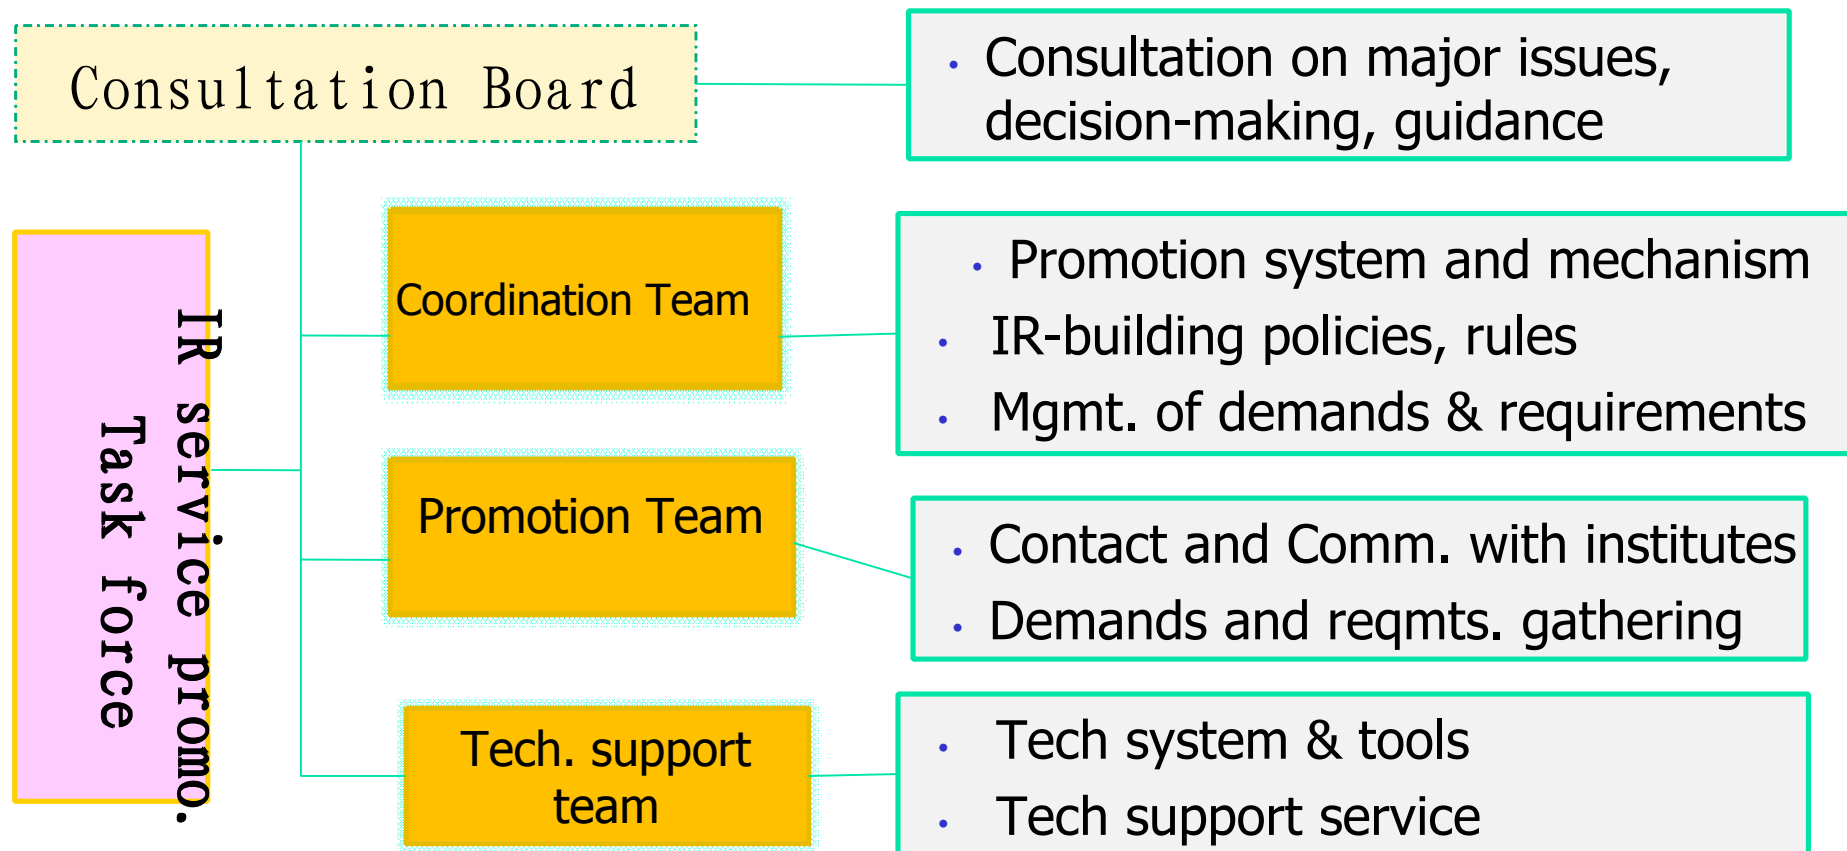 Consultation Board
• Consultation on major issues,
decision-making, guidance
IR service promo.
Task force
Coordination Team
• Promotion system and mechanism
• IR-building policies, rules
• Mgmt. of demands & requirements
Promotion Team
• Contact and Comm. with institutes
• Demands and reqmts. gathering
Tech. support
team
• Tech system & tools
• Tech support service